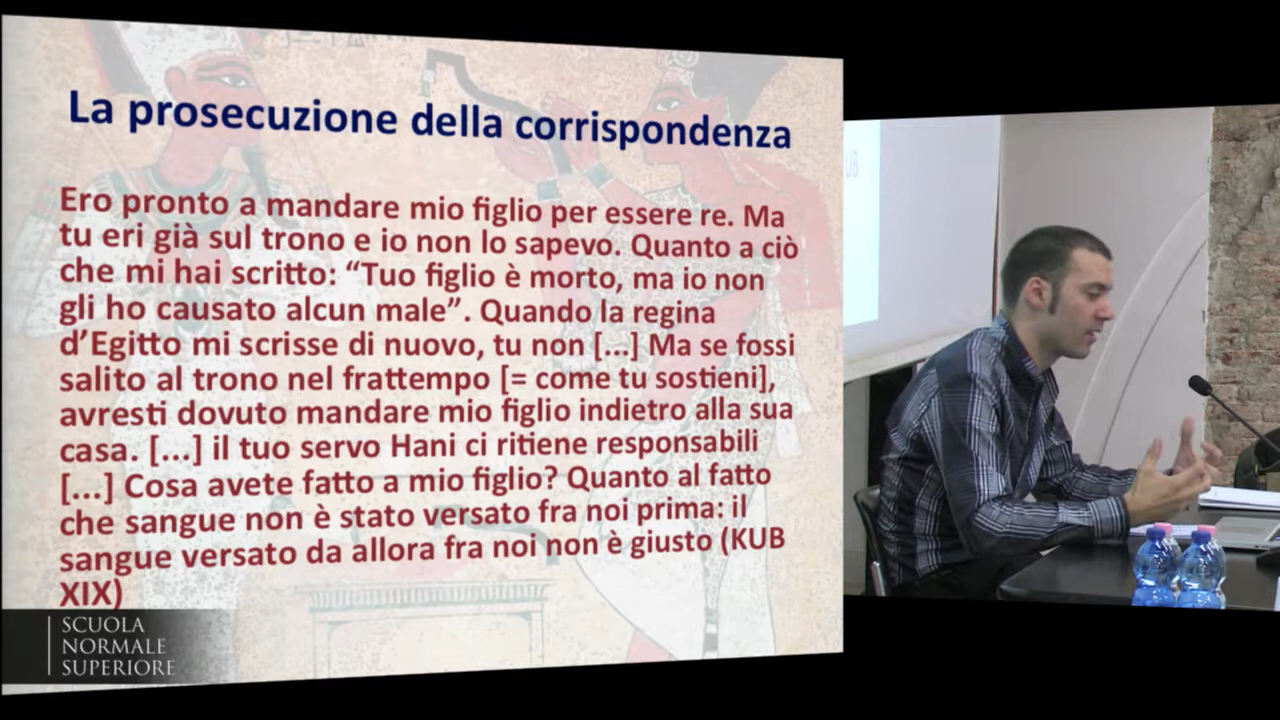 La prosecuzione della corrispondenza
Ero pronto a mandare mio figlio per essere re. Ma
tu eri già sul trono e io non lo sapevo. Quanto a ciò
che mi hai scritto: “Tuo figlio è morto, ma io non
gli ho causato alcun male”. Quando la regina
d’Egitto mi scrisse di nuovo, tu non [...] Ma se fossi
salito al trono nel frattempo [= come tu sostieni],
avresti dovuto mandare mio figlio indietro alla sua
casa. [...] il tuo servo Hani ci ritiene responsabili
[...] Cosa avete fatto a mio figlio? Quanto al fatto
che sangue non è stato versato fra noi prima: il
sangue versato da allora fra noi non è giusto (KUB
XIX)
SCUOLA
NORMALE
SUPERIORE
UB